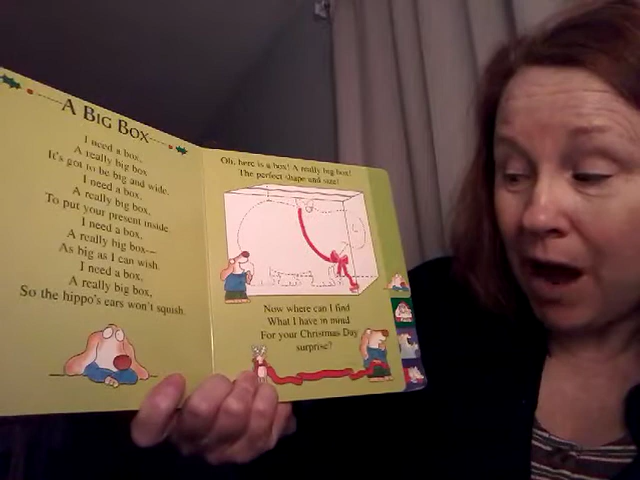 A BIG BOX
I need a box,
A really big box
It's got to be big and wide.
I need a box,
A really big box,
To put your present inside.
I need a box,
A really big box—
As big as I can wish.
I need a box,
A really big box,
So the hippo's ears won't squish.
Oh, here is a box! A really big box!
The perfect shape and size!
Now where can I find
What I have in mind
For your Christmas Day
surprise?